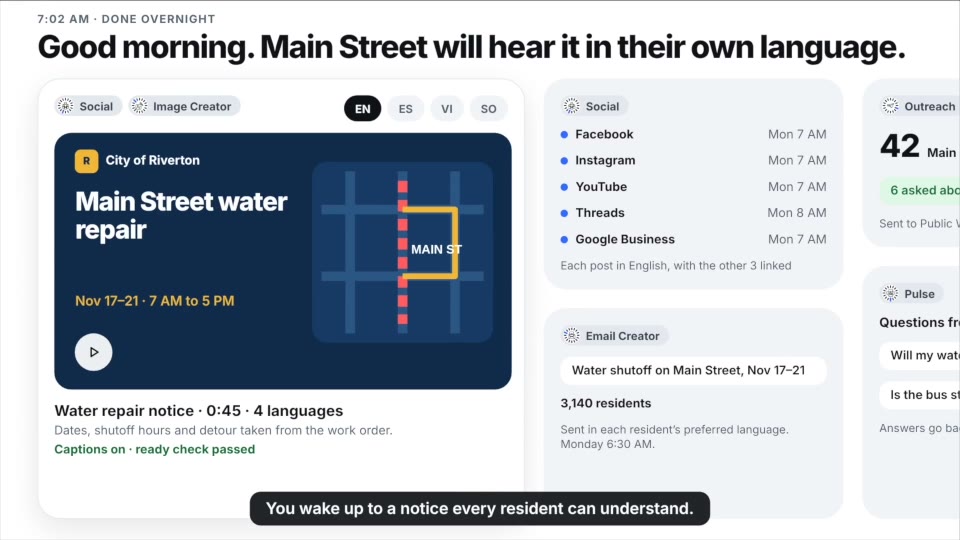 7:02 AM · DONE OVERNIGHT
Good morning. Main Street will hear it in their own language.
Social
Image Creator
EN
ES
VI
SO
R
City of Riverton
Main Street water
repair
Nov 17–21 · 7 AM to 5 PM
MAIN ST
Water repair notice · 0:45 · 4 languages
Dates, shutoff hours and detour taken from the work order.
Captions on · ready check passed
Social
Facebook Mon 7 AM
Instagram Mon 7 AM
YouTube Mon 7 AM
Threads Mon 8 AM
Google Business Mon 7 AM
Each post in English, with the other 3 linked
Email Creator
Water shutoff on Main Street, Nov 17–21
3,140 residents
Sent in each resident's preferred language.
Monday 6:30 AM.
Outreach
42 Main
6 asked
Sent to Public
Pulse
Questions
Will my
Is the bus
Answers go
You wake up to a notice every resident can understand.